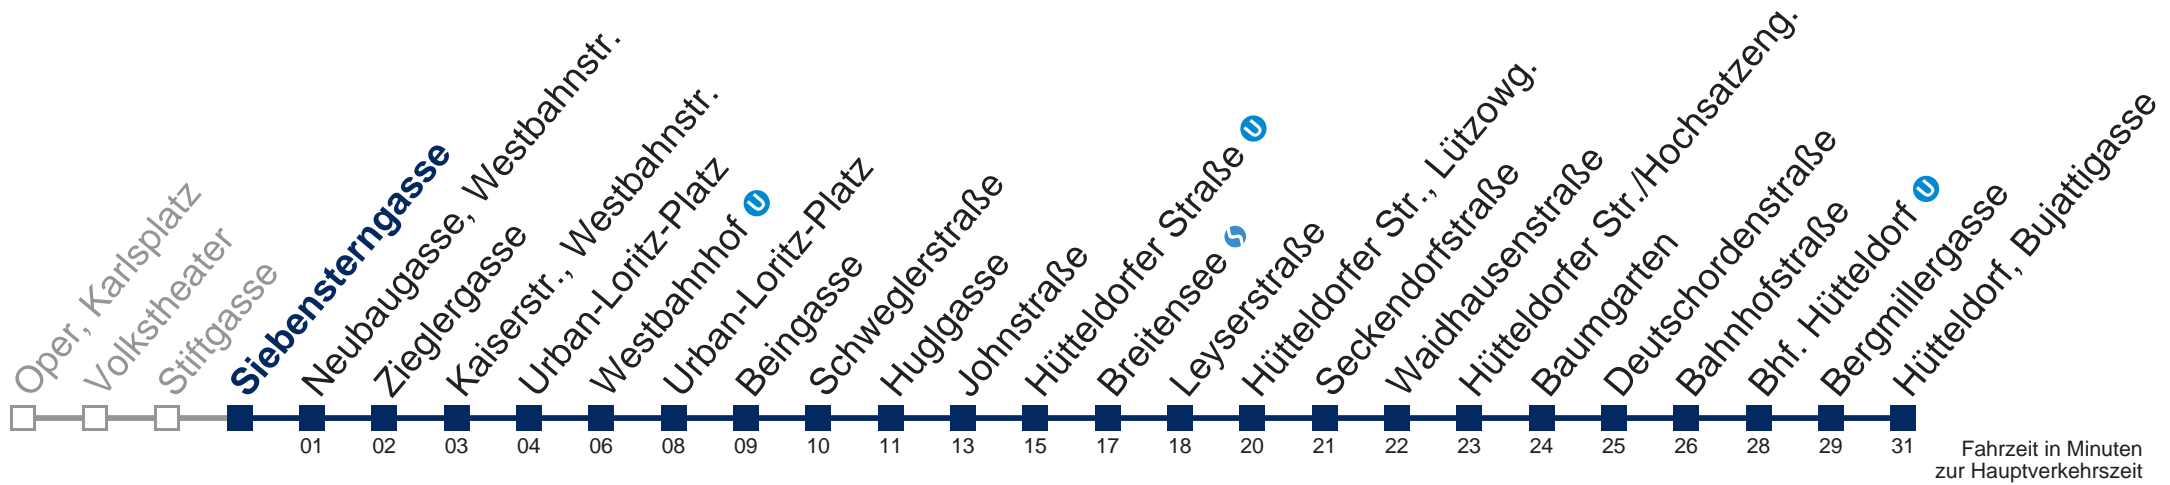 Oper, Karlsplatz
Volkstheater
Stiftgasse
Siebensterngasse
Neubaugasse, Westbahnstr.
Zieglergasse
Kaiserstr., Westbahnstr.
Urban-Loritz-Platz
Westbahnhof U
Urban-Loritz-Platz
Beingasse
Schweglerstraße
Huglgasse
Johnstraße
Hütteldorfer Straße U
Breitensee S
Leyserstraße
Hütteldorfer Str., Lützowg.
Seckendorfstraße
Waidhausenstraße
Hütteldorfer Str./Hochsatzeng.
Baumgarten
Deutschordenstraße
Bahnhofstraße
Bhf. Hütteldorf U
Bergmillergasse
Hütteldorf, Bujattigasse
01 02 03 04 06 08 09 10 11 13 15 17 18 20 21 22 23 24 25 26 28 29 31
Fahrzeit in Minuten
zur Hauptverkehrszeit